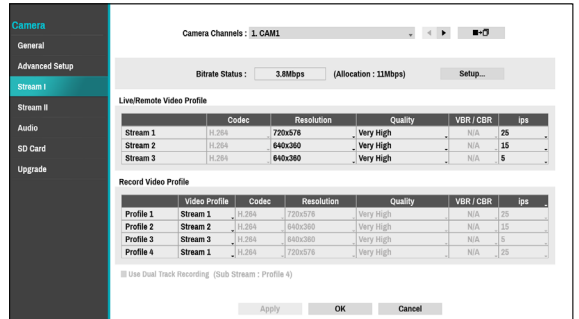 Camera
General
Advanced Setup
Stream I
Stream II
Audio
SD Card
Upgrade
Camera Channels : 1. CAM1
Bitrate Status : 3.8Mbps (Allocation : 11Mbps) Setup...
Live/Remote Video Profile
Codec Resolution Quality VBR / CBR ips
Stream 1 H.264 720x576 Very High N/A 25
Stream 2 H.264 640x360 Very High N/A 15
Stream 3 H.264 640x360 Very High N/A 5
Record Video Profile
Video Profile Codec Resolution Quality VBR / CBR ips
Profile 1 Stream 1 H.264 720x576 Very High N/A 25
Profile 2 Stream 2 H.264 640x360 Very High N/A 15
Profile 3 Stream 3 H.264 640x360 Very High N/A 5
Profile 4 Stream 1 H.264 720x576 Very High N/A 25
Use Dual Track Recording (Sub Stream : Profile 4)
Apply OK Cancel